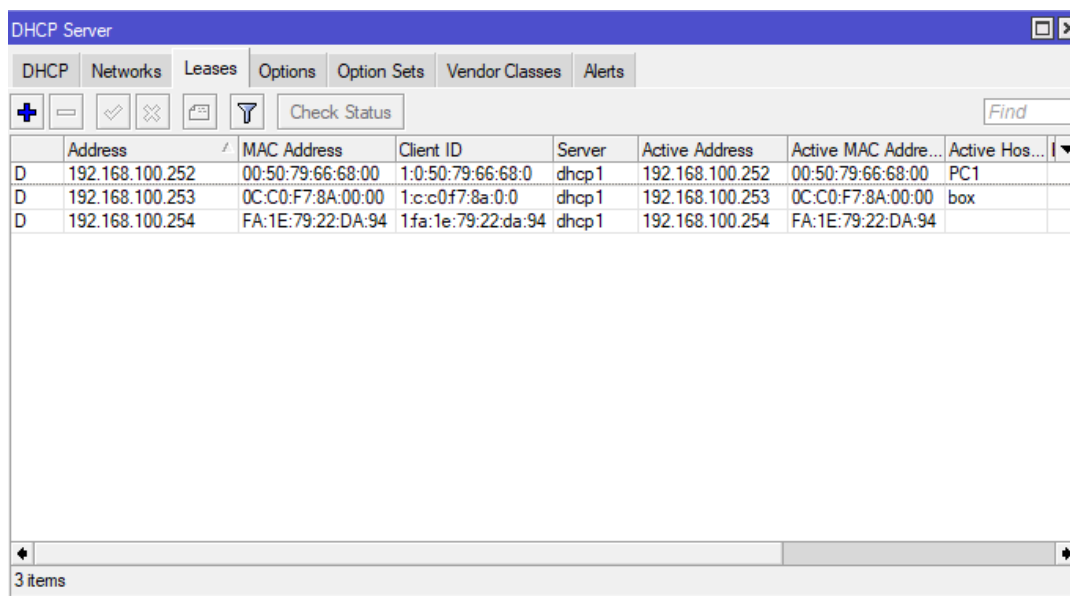 DHCP Server
DHCP Networks Leases Options Option Sets Vendor Classes Alerts
Check Status Find
Address MAC Address Client ID Server Active Address Active MAC Addre... Active Hos...
D 192.168.100.252 00:50:79:66:68:00 1:0:50:79:66:68:0 dhcp1 192.168.100.252 00:50:79:66:68:00 PC1
D 192.168.100.253 0C:C0:F7:8A:00:00 1:c:c0:f7:8a:0:0 dhcp1 192.168.100.253 0C:C0:F7:8A:00:00 box
D 192.168.100.254 FA:1E:79:22:DA:94 1:fa:1e:79:22:da:94 dhcp1 192.168.100.254 FA:1E:79:22:DA:94
3 items